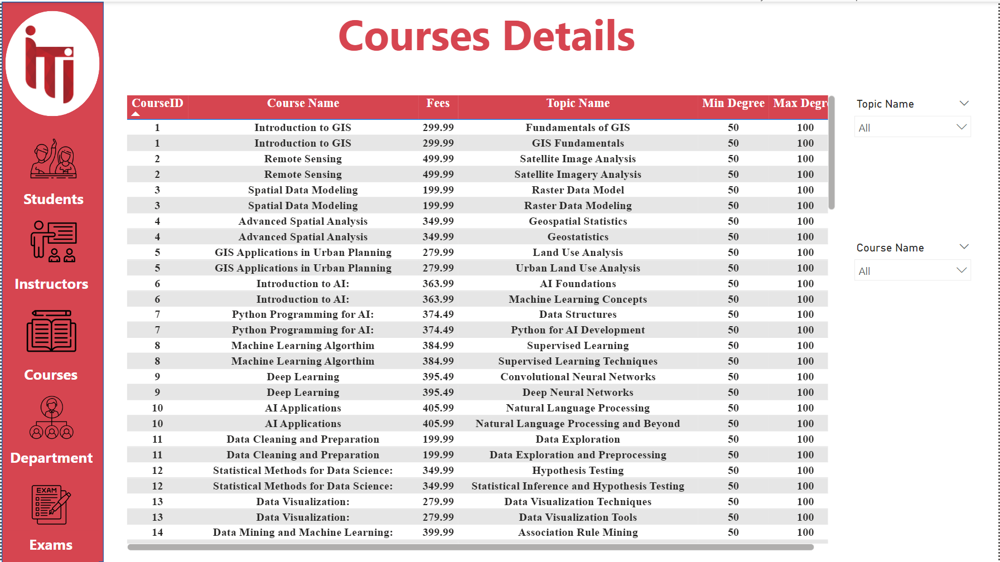 iTi
Courses Details
CourseID Course Name Fees Topic Name Min Degree Max Degre
1 Introduction to GIS 299.99 Fundamentals of GIS 50 100
1 Introduction to GIS 299.99 GIS Fundamentals 50 100
2 Remote Sensing 499.99 Satellite Image Analysis 50 100
2 Remote Sensing 499.99 Satellite Imagery Analysis 50 100
3 Spatial Data Modeling 199.99 Raster Data Model 50 100
3 Spatial Data Modeling 199.99 Raster Data Modeling 50 100
4 Advanced Spatial Analysis 349.99 Geospatial Statistics 50 100
4 Advanced Spatial Analysis 349.99 Geostatistics 50 100
5 GIS Applications in Urban Planning 279.99 Land Use Analysis 50 100
5 GIS Applications in Urban Planning 279.99 Urban Land Use Analysis 50 100
6 Introduction to AI: 363.99 AI Foundations 50 100
6 Introduction to AI: 363.99 Machine Learning Concepts 50 100
7 Python Programming for AI: 374.49 Data Structures 50 100
7 Python Programming for AI: 374.49 Python for AI Development 50 100
8 Machine Learning Algorthim 384.99 Supervised Learning 50 100
8 Machine Learning Algorthim 384.99 Supervised Learning Techniques 50 100
9 Deep Learning 395.49 Convolutional Neural Networks 50 100
9 Deep Learning 395.49 Deep Neural Networks 50 100
10 AI Applications 405.99 Natural Language Processing 50 100
10 AI Applications 405.99 Natural Language Processing and Beyond 50 100
11 Data Cleaning and Preparation 199.99 Data Exploration 50 100
11 Data Cleaning and Preparation 199.99 Data Exploration and Preprocessing 50 100
12 Statistical Methods for Data Science: 349.99 Hypothesis Testing 50 100
12 Statistical Methods for Data Science: 349.99 Statistical Inference and Hypothesis Testing 50 100
13 Data Visualization: 279.99 Data Visualization Techniques 50 100
13 Data Visualization: 279.99 Data Visualization Tools 50 100
14 Data Mining and Machine Learning: 399.99 Association Rule Mining 50 100
Topic Name
All
Course Name
All
Students
Instructors
Courses
Department
EXAM
Exams